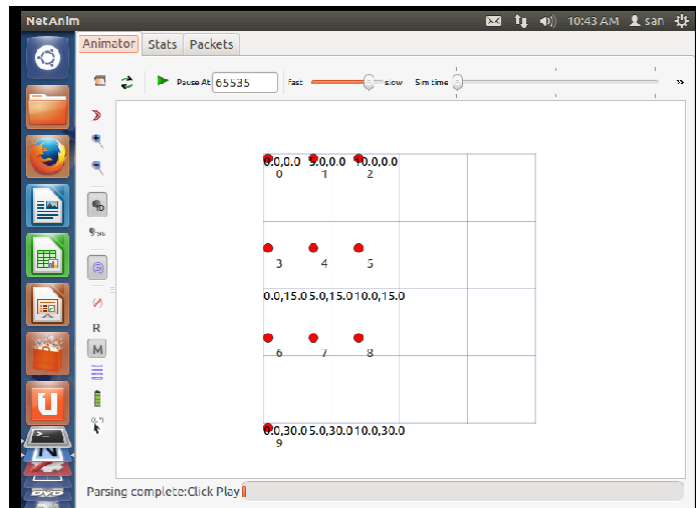 NetAnim
10:43 AM san
Animator Stats Packets
Pause At 65535 fast slow Sim time »
0.0,0.0 5.0,0.0 10.0,0.0
0 1 2
3 4 5
0.0,15.0 5.0,15.0 10.0,15.0
R
M
6 7 8
0.0,30.0 5.0,30.0 10.0,30.0
9
Parsing complete:Click Play